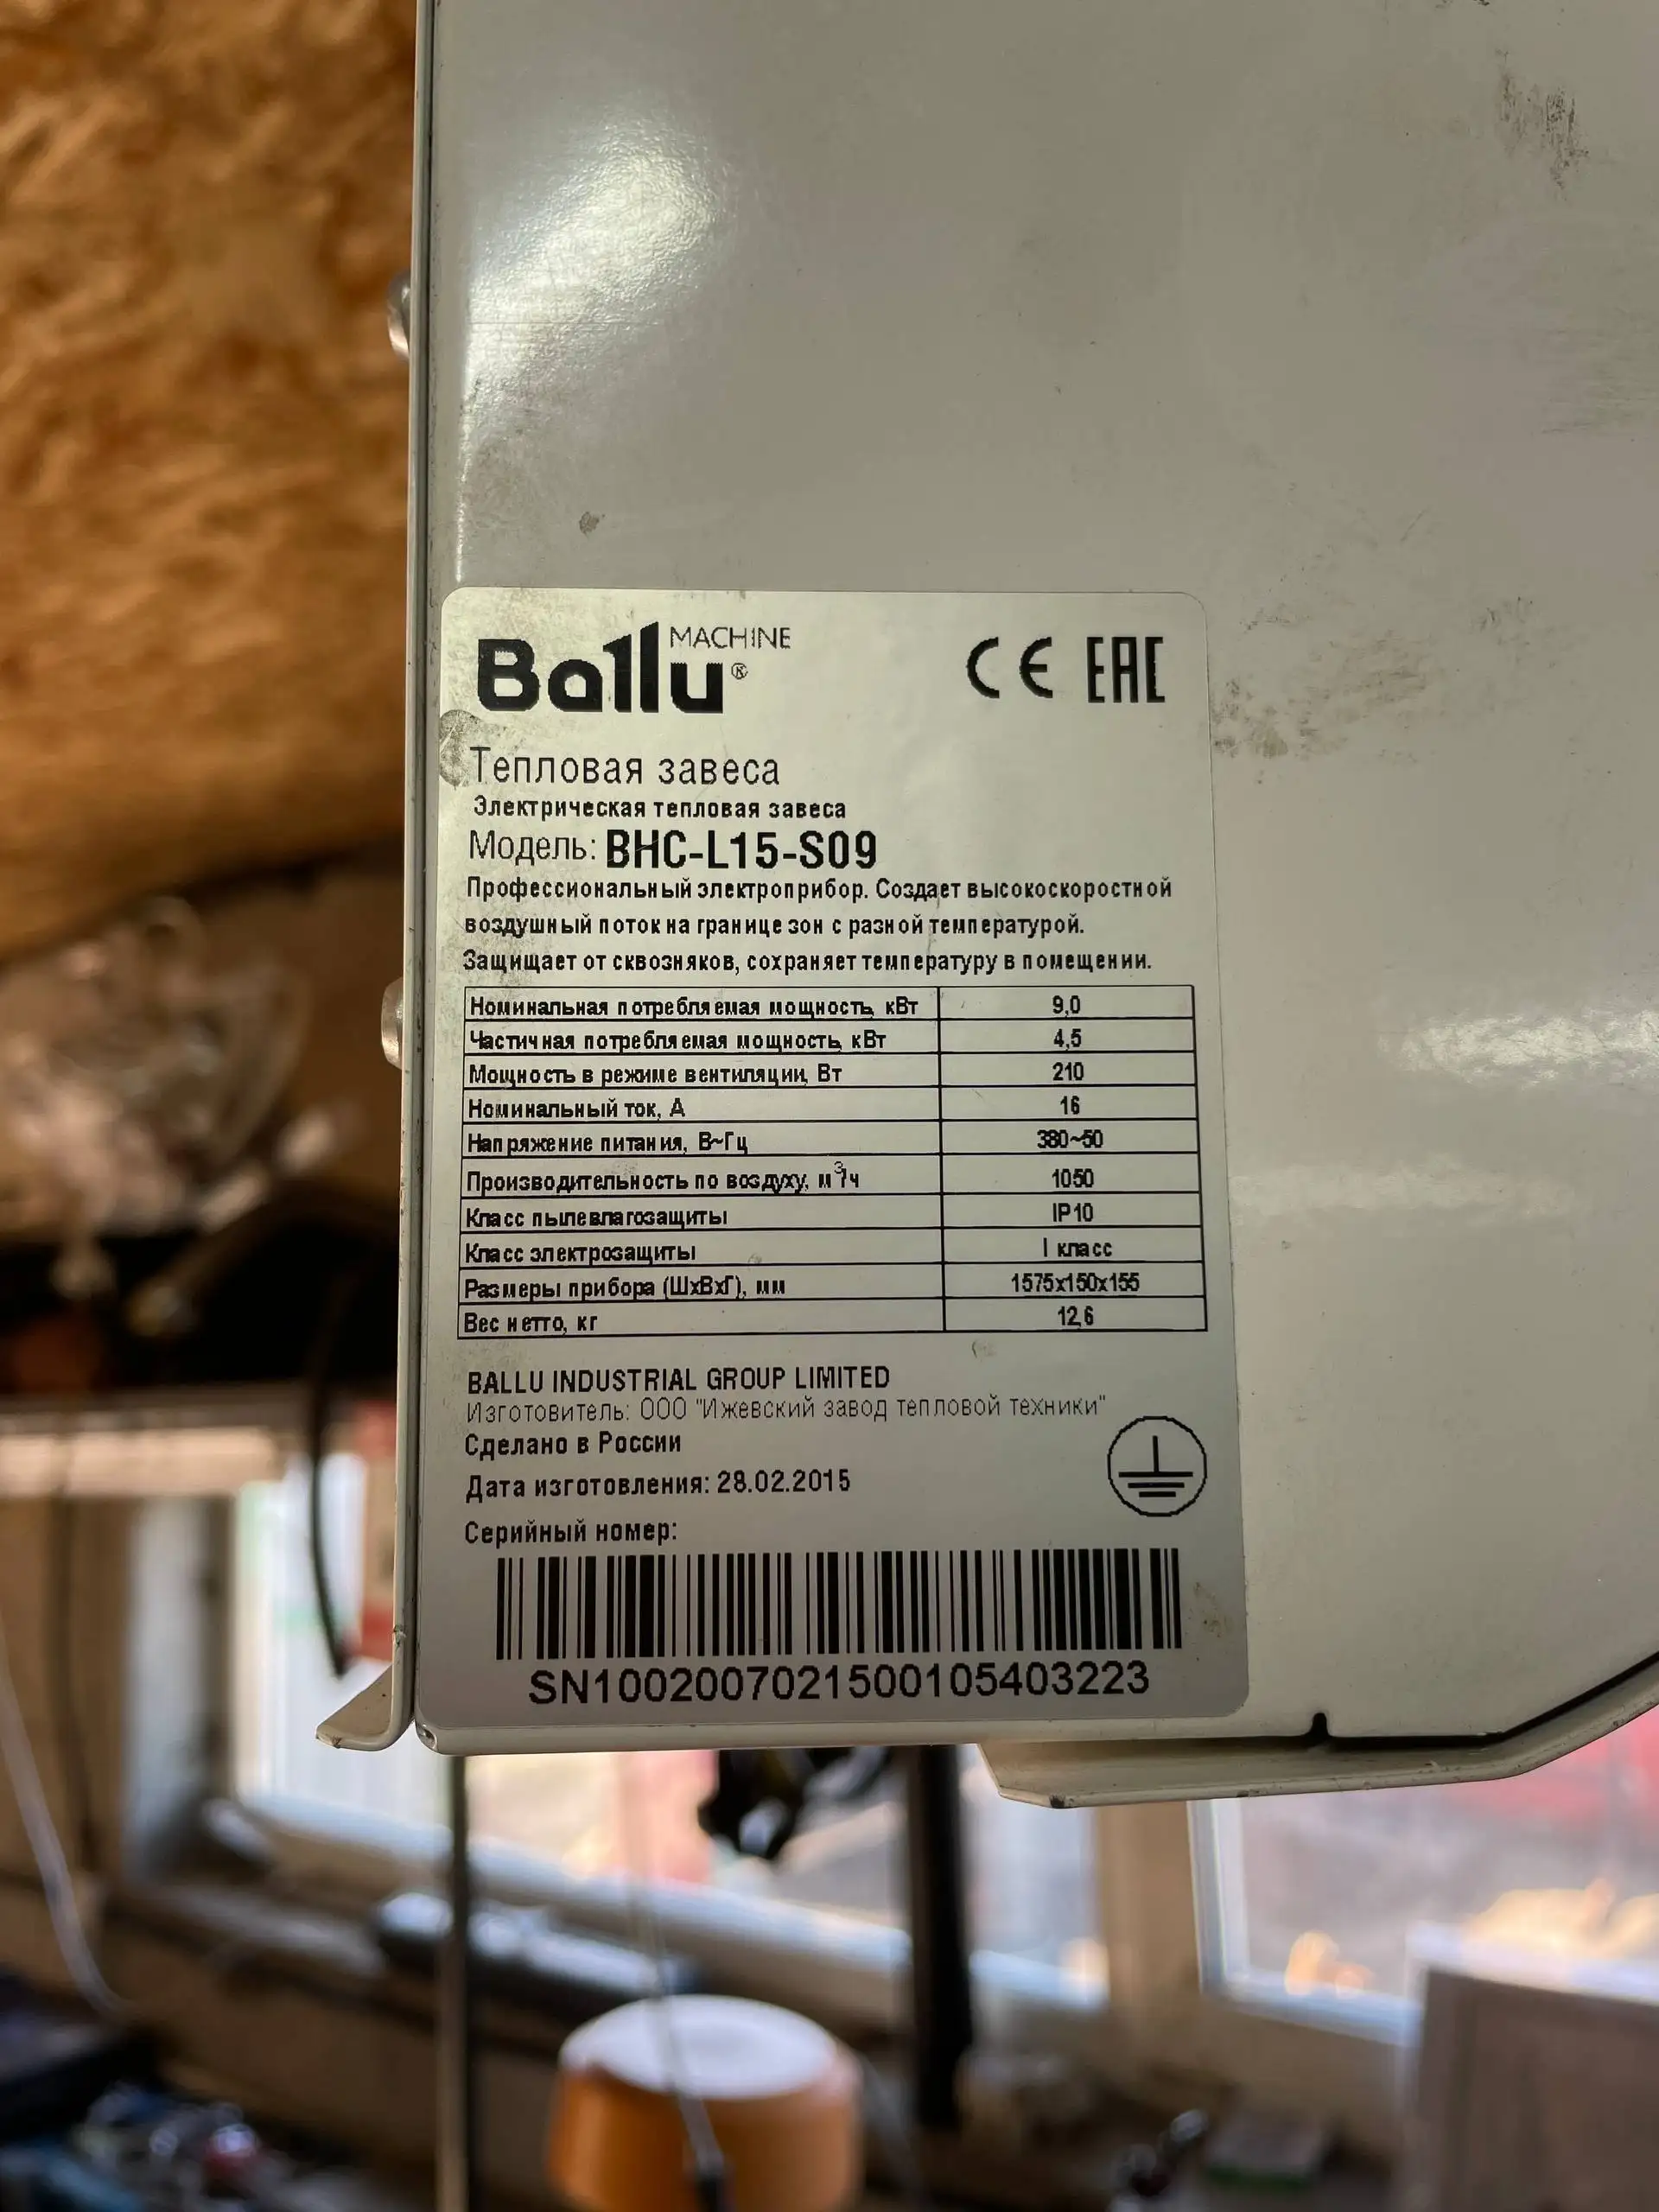 Ballu® MACHINE
CE EAC
Тепловая завеса
Электрическая тепловая завеса
Модель: BHC-L15-S09
Профессиональный электроприбор. Создает высокоскоростной
воздушный поток на границе зон с разной температурой.
Защищает от сквозняков, сохраняет температуру в помещении.
Номинальная потребляемая мощность, кВт 9,0
Частичная потребляемая мощность, кВт 4,5
Мощность в режиме вентиляции, Вт 210
Номинальный ток, А 16
Напряжение питания, В~Гц 380~50
Производительность по воздуху, м³/ч 1050
Класс пылевлагозащиты IP10
Класс электрозащиты I класс
Размеры прибора (ШхВхГ), мм 1575х150х155
Вес нетто, кг 12,6
BALLU INDUSTRIAL GROUP LIMITED
Изготовитель: ООО "Ижевский завод тепловой техники"
Сделано в России
Дата изготовления: 28.02.2015
Серийный номер:
SN1002007021500105403223